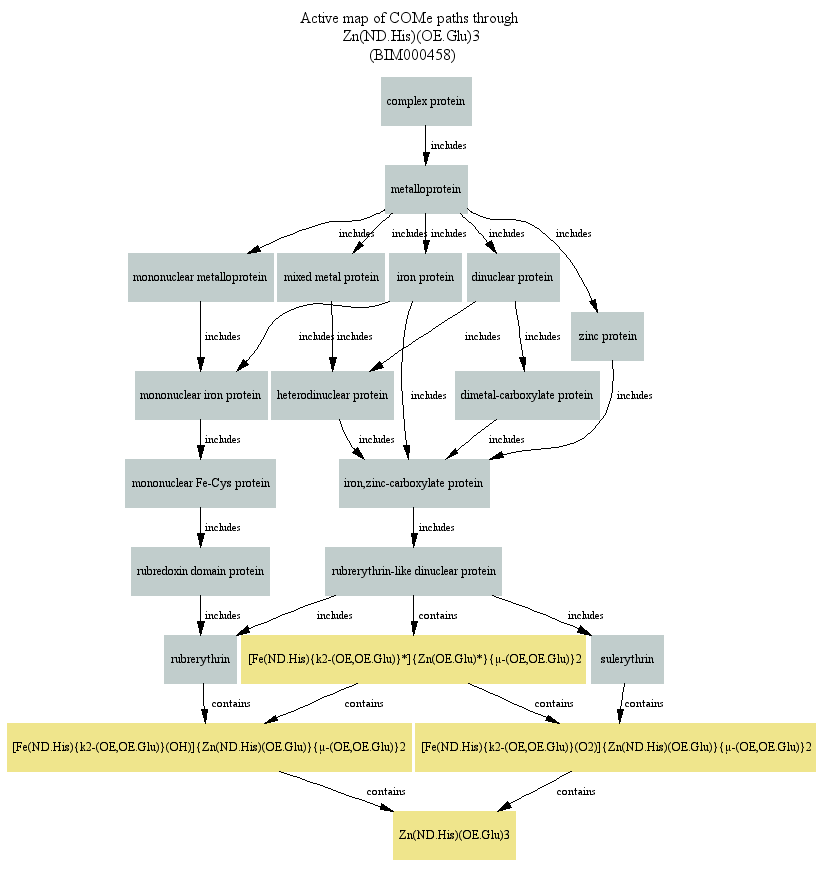 Active map of COMe paths through
Zn(ND.His)(OE.Glu)3
(BIM000458)
complex protein
includes
metalloprotein
includes includes includes includes includes
mononuclear metalloprotein mixed metal protein iron protein dinuclear protein
zinc protein
includes includes includes includes includes
mononuclear iron protein heterodinuclear protein dimetal-carboxylate protein
includes includes
includes includes includes
mononuclear Fe-Cys protein iron,zinc-carboxylate protein
includes includes
rubredoxin domain protein rubrerythrin-like dinuclear protein
includes includes contains includes
rubrerythrin [Fe(ND.His){k2-(OE,OE.Glu)}*]{Zn(OE.Glu)*}{μ-(OE,OE.Glu)}2 sulerythrin
contains contains contains contains
[Fe(ND.His){k2-(OE,OE.Glu)}(OH)]{Zn(ND.His)(OE.Glu)}{μ-(OE,OE.Glu)}2 [Fe(ND.His){k2-(OE,OE.Glu)}(O2)]{Zn(ND.His)(OE.Glu)}{μ-(OE,OE.Glu)}2
contains contains
Zn(ND.His)(OE.Glu)3